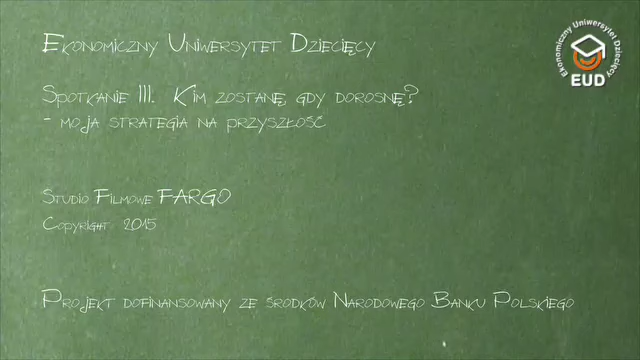 Ekonomiczny Uniwersytet Dziecięcy
Spotkanie III. Kim zostanę, gdy dorosnę?
- moja strategia na przyszłość
Studio Filmowe FARGO
Copyright 2015
Projekt dofinansowany ze środków Narodowego Banku Polskiego
Ekonomiczny Uniwersytet Dziecięcy
EUD